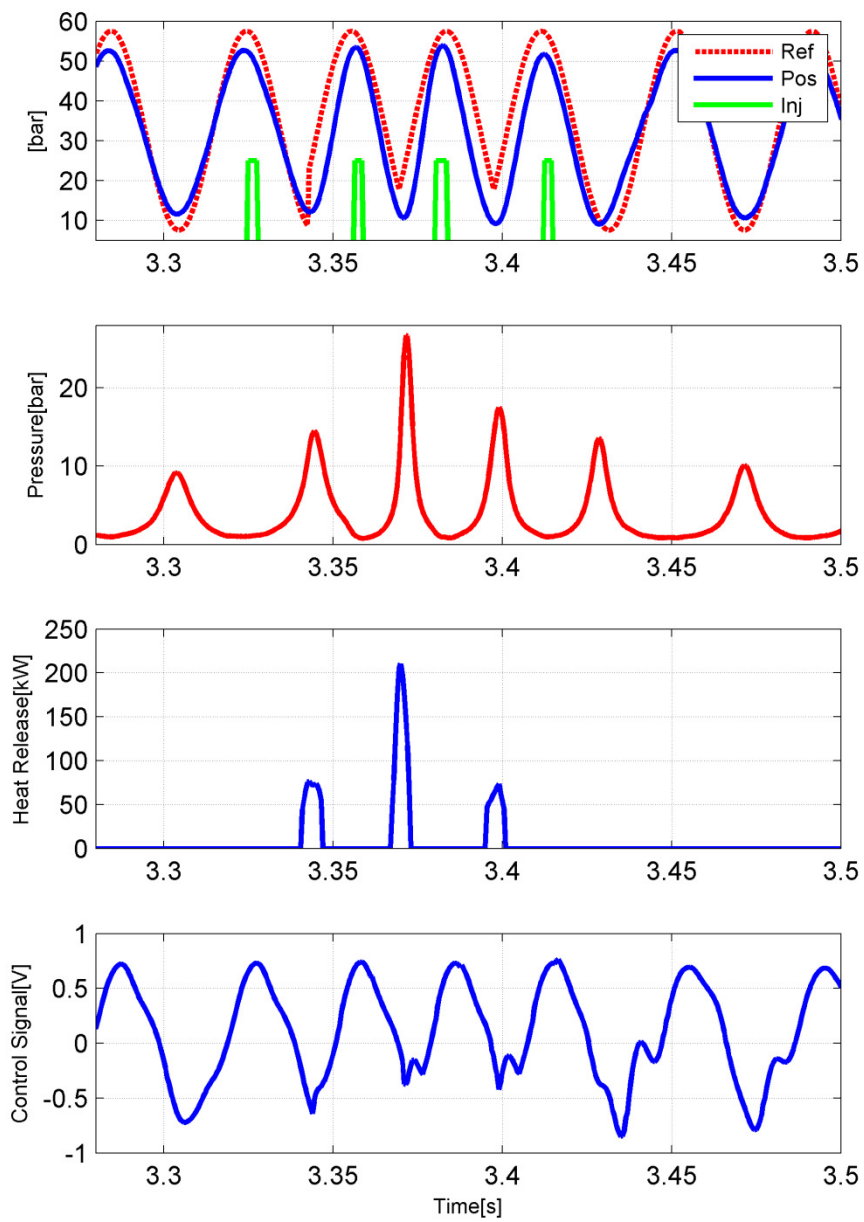 60
50
40
30
20
10
[bar]
Ref
Pos
Inj
3.3 3.35 3.4 3.45 3.5
20
10
0
Pressure[bar]
3.3 3.35 3.4 3.45 3.5
250
200
150
100
50
0
Heat Release[kW]
3.3 3.35 3.4 3.45 3.5
1
0.5
0
-0.5
-1
Control Signal[V]
3.3 3.35 3.4 3.45 3.5
Time[s]